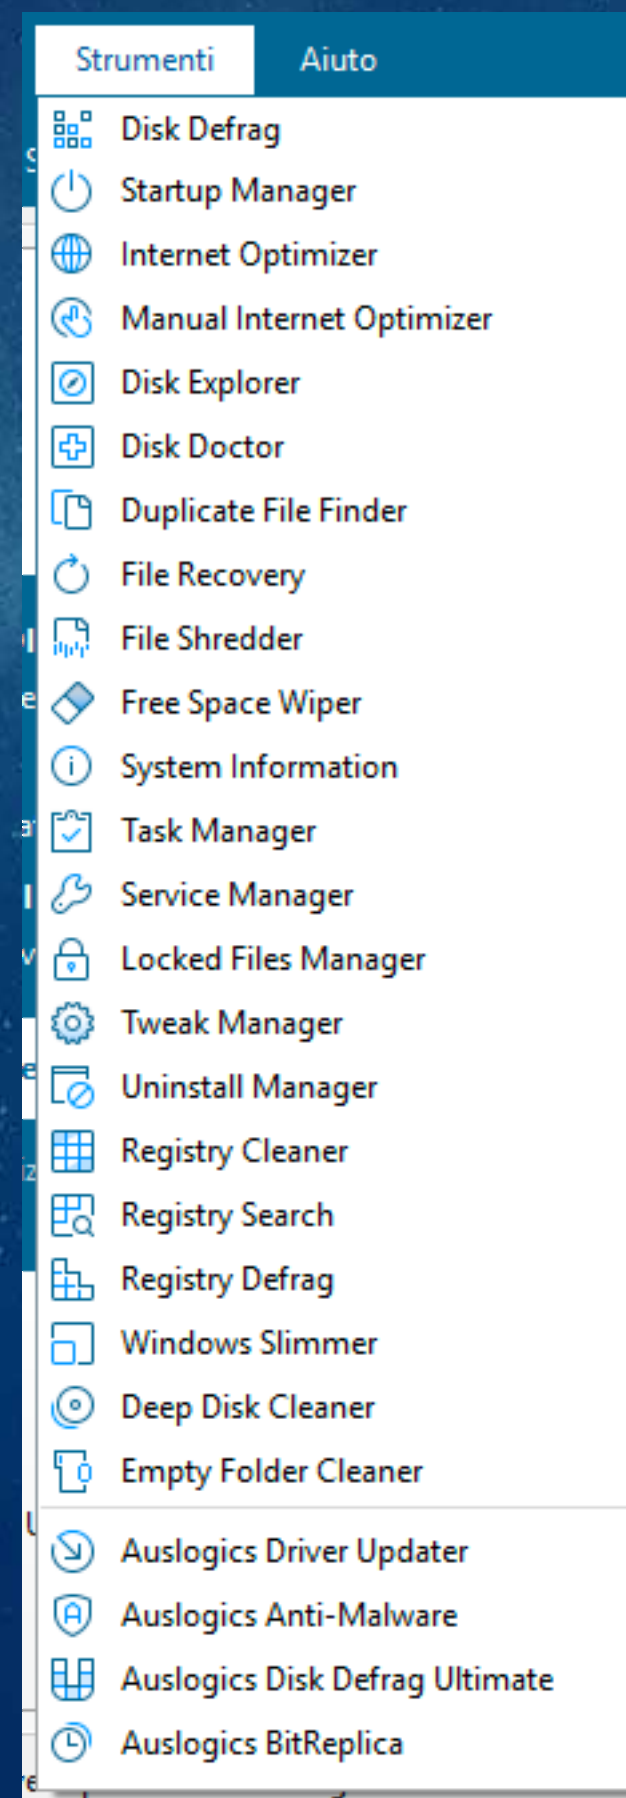 Strumenti Aiuto
Disk Defrag
Startup Manager
Internet Optimizer
Manual Internet Optimizer
Disk Explorer
Disk Doctor
Duplicate File Finder
File Recovery
File Shredder
Free Space Wiper
System Information
Task Manager
Service Manager
Locked Files Manager
Tweak Manager
Uninstall Manager
Registry Cleaner
Registry Search
Registry Defrag
Windows Slimmer
Deep Disk Cleaner
Empty Folder Cleaner
Auslogics Driver Updater
Auslogics Anti-Malware
Auslogics Disk Defrag Ultimate
Auslogics BitReplica